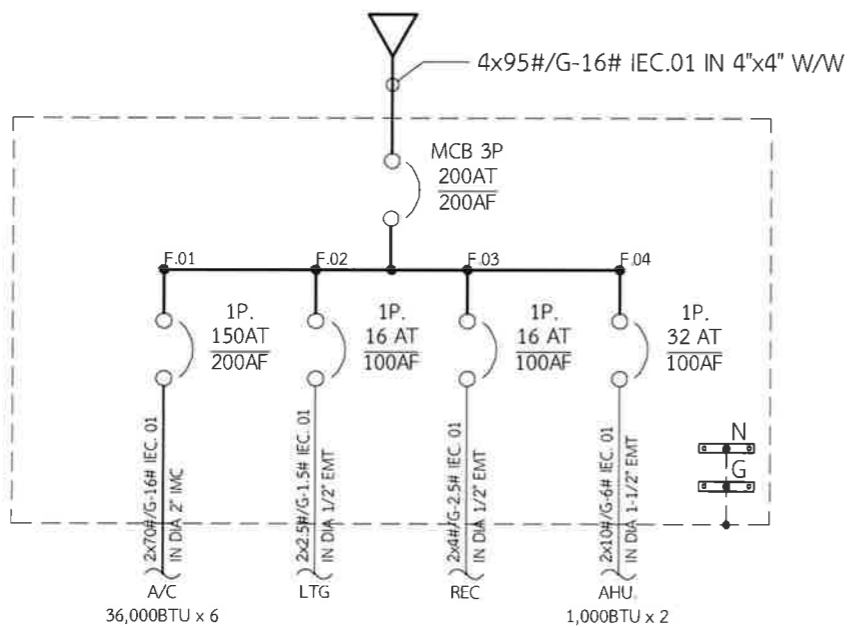 4x95#/G-16# IEC.01 IN 4"x4" W/W
MCB 3P
200AT
200AF
F.01
F.02
F.03
F.04
1P.
150AT
200AF
1P.
16 AT
100AF
1P.
16 AT
100AF
1P.
32 AT
100AF
2x70#/G-16# IEC. 01
IN DIA 2" IMC
2x2.5#/G-1.5# IEC. 01
IN DIA 1/2" EMT
2x4#/G-2.5# IEC. 01
IN DIA 1/2" EMT
2x10#/G-6# IEC. 01
IN DIA 1-1/2" EMT
N
G
A/C
36,000BTU x 6
LTG
REC
AHU
1,000BTU x 2